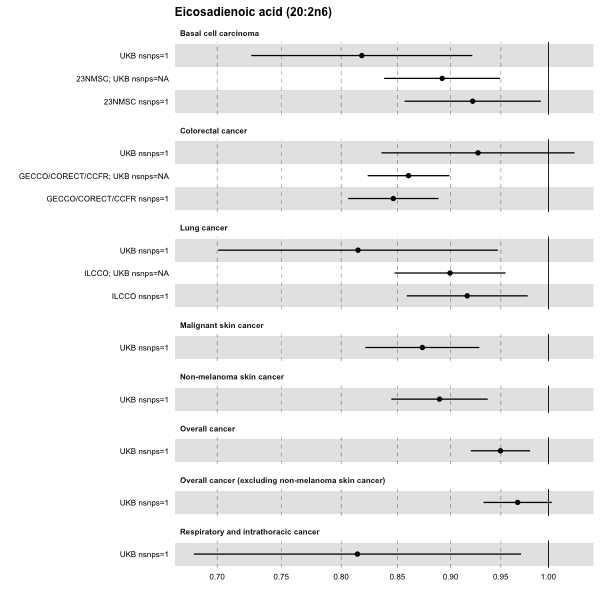 Eicosadienoic acid (20:2n6)
Basal cell carcinoma
UKB nsnps=1
23NMSC; UKB nsnps=NA
23NMSC nsnps=1
Colorectal cancer
UKB nsnps=1
GECCO/CORECT/CCFR; UKB nsnps=NA
GECCO/CORECT/CCFR nsnps=1
Lung cancer
UKB nsnps=1
ILCCO; UKB nsnps=NA
ILCCO nsnps=1
Malignant skin cancer
UKB nsnps=1
Non-melanoma skin cancer
UKB nsnps=1
Overall cancer
UKB nsnps=1
Overall cancer (excluding non-melanoma skin cancer)
UKB nsnps=1
Respiratory and intrathoracic cancer
UKB nsnps=1
0.70 0.75 0.80 0.85 0.90 0.95 1.00